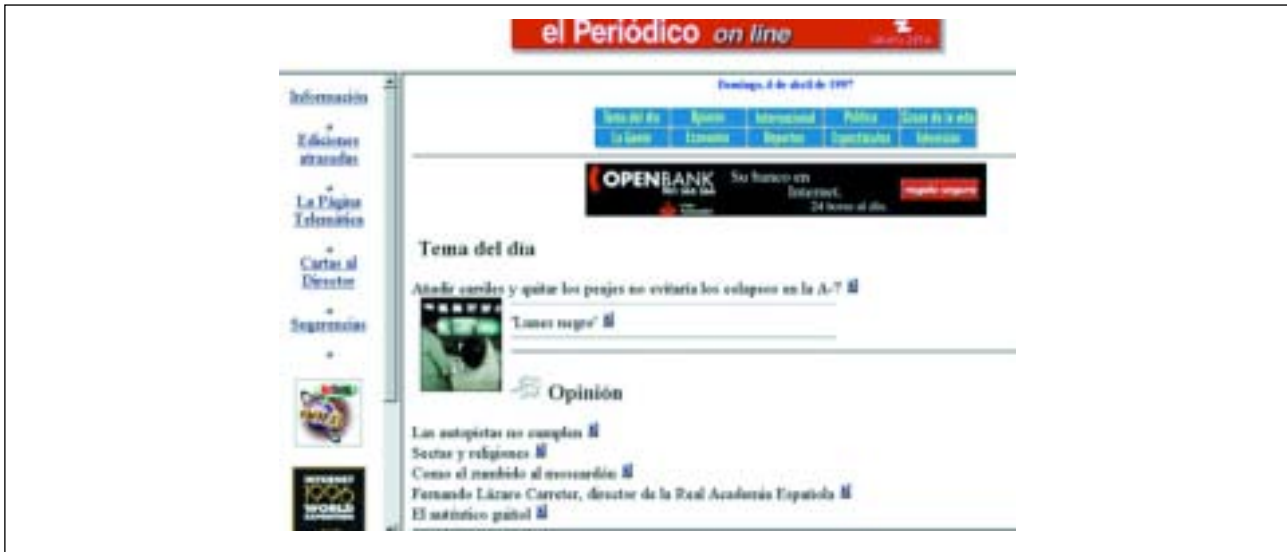 el Periódico on line
Domingo, de abril de 1997
Tema del día Opinión Internacional Política Cosas de la vida
La Gente Economía Deportes Espectáculos Televisión
Información
Ediciones
atrasadas
La Página
Telemática
Cartas al
Director
Sugerencias
OPENBANK
Su banco en
Internet.
24 horas al día.
Tema del día
Añadir carriles y quitar los peajes no evitaría los colapsos en la A-7
'Lunes negro'
Opinión
Las autopistas no cumplen
Sectas y religiones
Como el zumbido al moscardón
Fernando Lázaro Carreter, director de la Real Academia Española
El auténtico guiñol
INTERNET
1996
WORLD
EXPOSITION